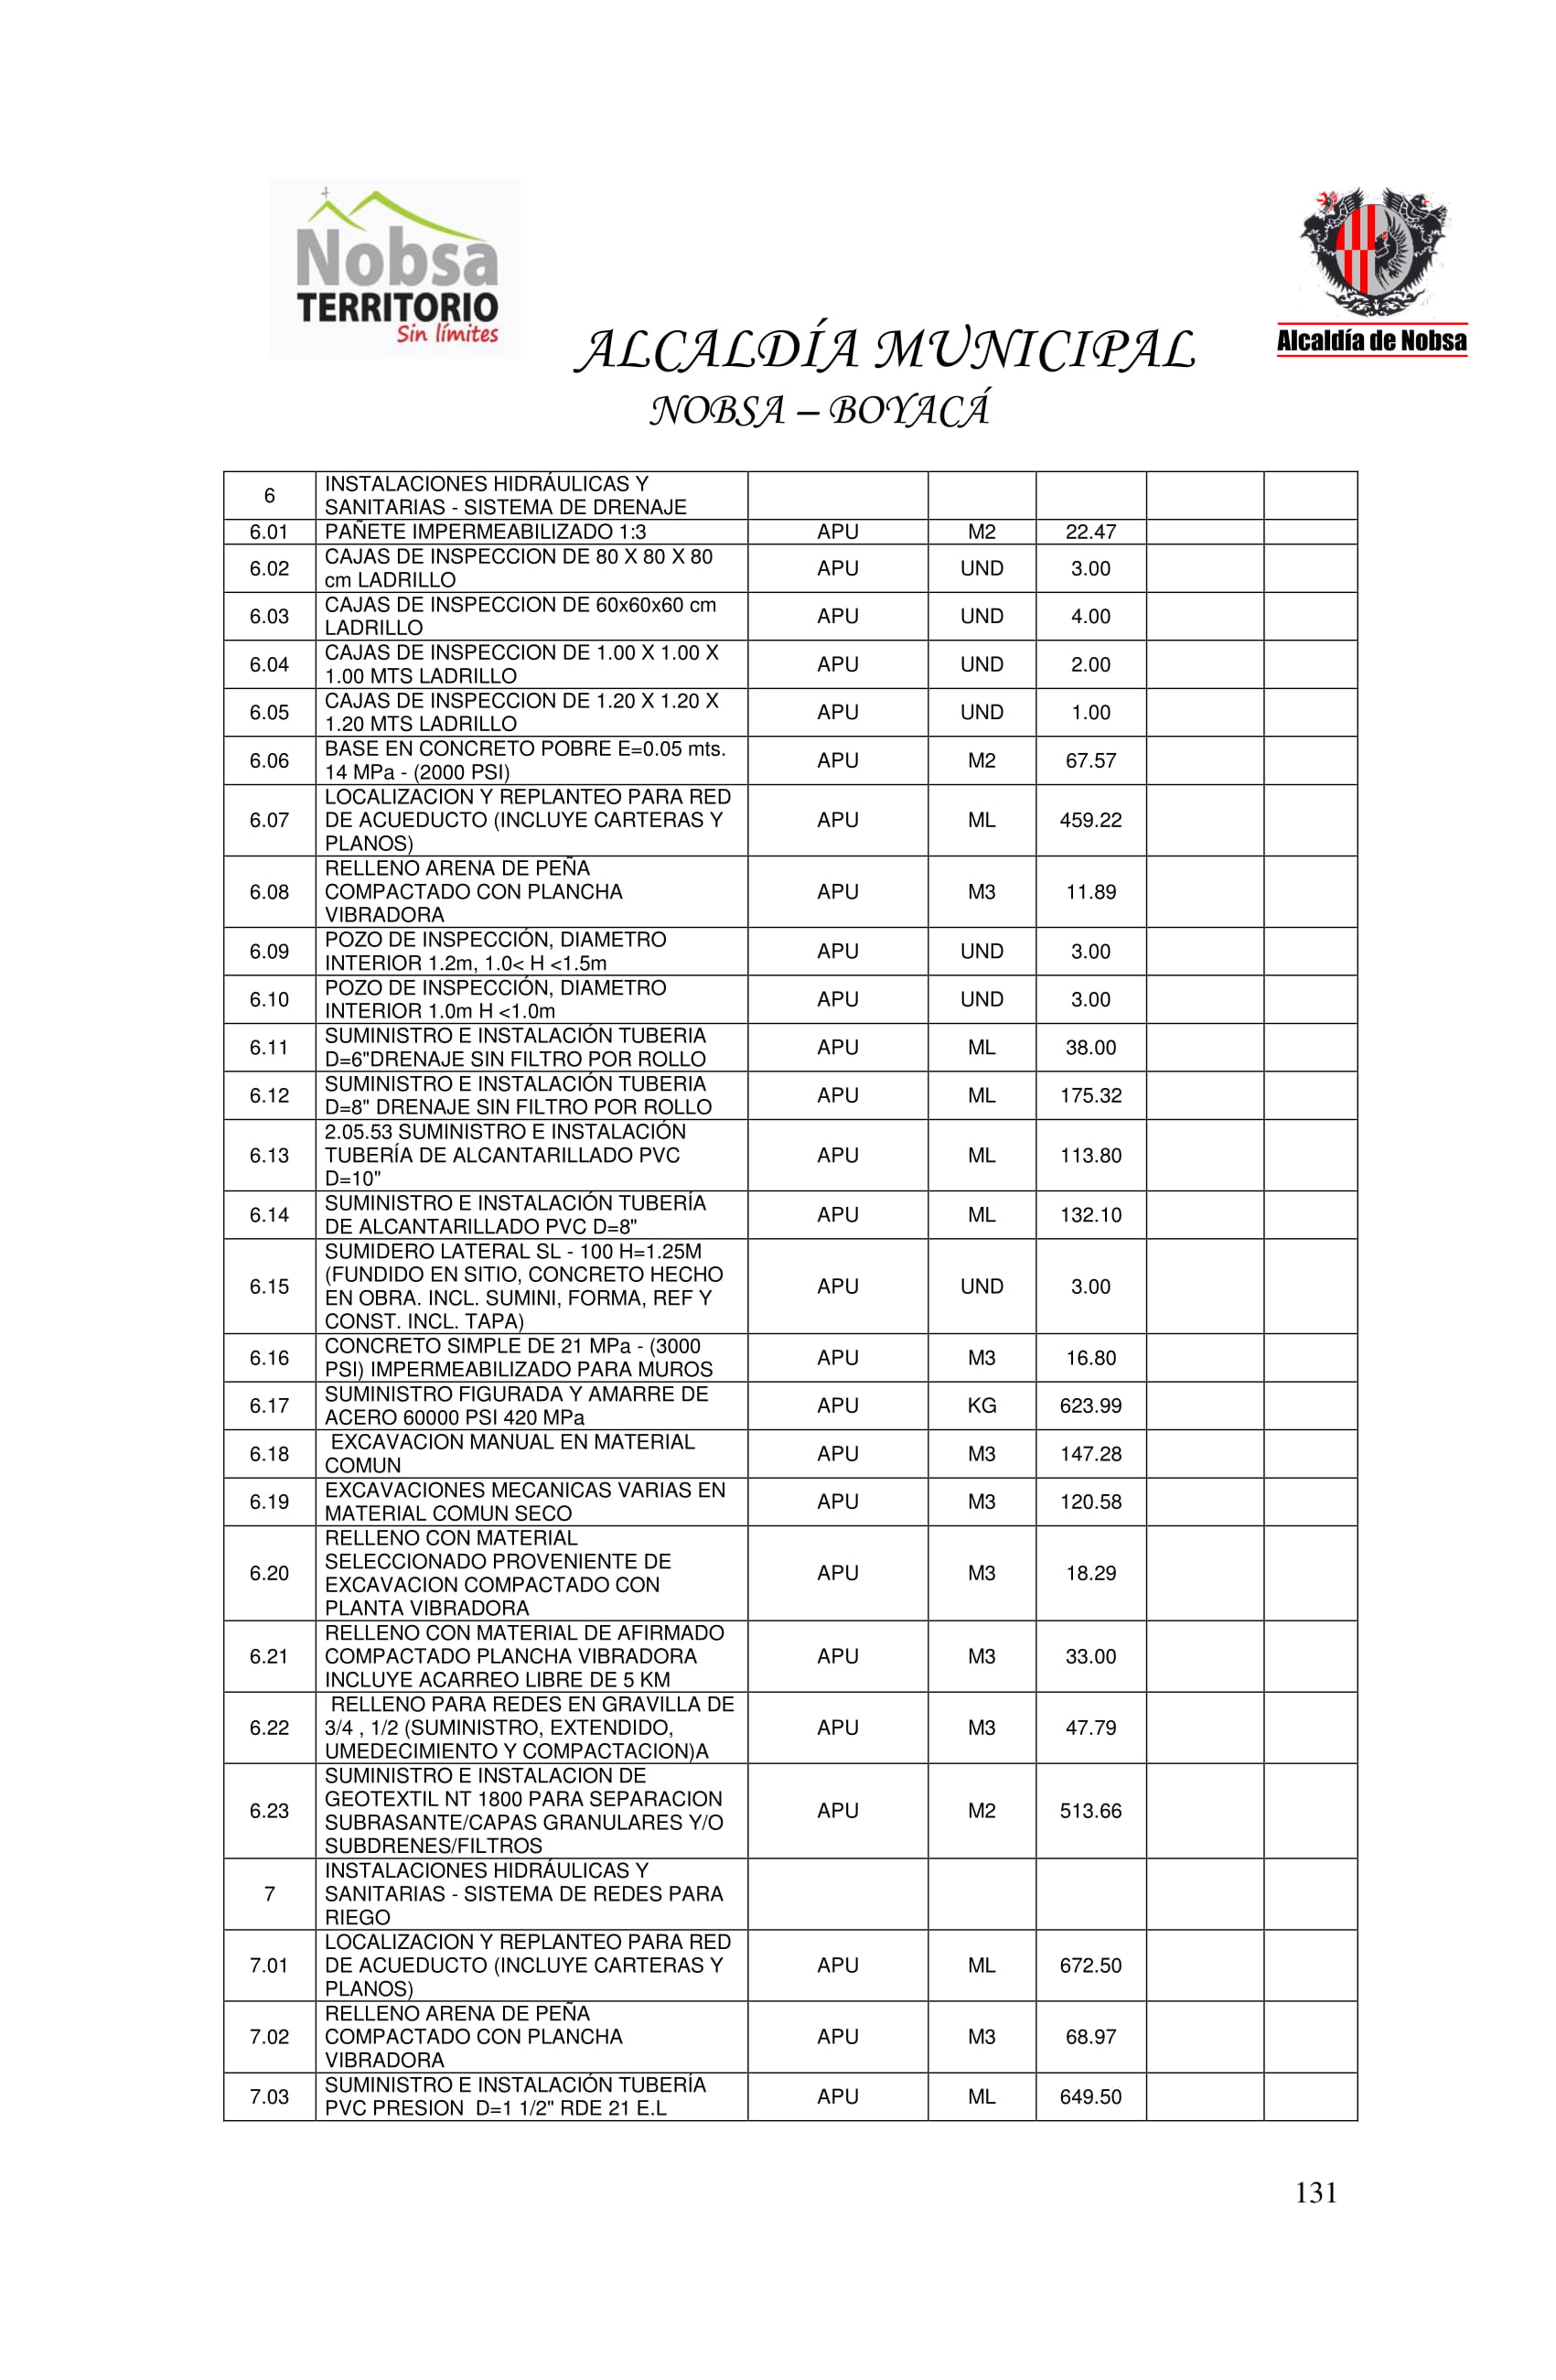 Nobsa
TERRITORIO
Sin límites
Alcaldía de Nobsa
ALCALDÍA MUNICIPAL
NOBSA – BOYACÁ
6 INSTALACIONES HIDRÁULICAS Y
SANITARIAS - SISTEMA DE DRENAJE
6.01 PAÑETE IMPERMEABILIZADO 1:3 APU M2 22.47
6.02 CAJAS DE INSPECCION DE 80 X 80 X 80
cm LADRILLO APU UND 3.00
6.03 CAJAS DE INSPECCION DE 60x60x60 cm
LADRILLO APU UND 4.00
6.04 CAJAS DE INSPECCION DE 1.00 X 1.00 X
1.00 MTS LADRILLO APU UND 2.00
6.05 CAJAS DE INSPECCION DE 1.20 X 1.20 X
1.20 MTS LADRILLO APU UND 1.00
6.06 BASE EN CONCRETO POBRE E=0.05 mts.
14 MPa - (2000 PSI) APU M2 67.57
LOCALIZACION Y REPLANTEO PARA RED
6.07 DE ACUEDUCTO (INCLUYE CARTERAS Y APU ML 459.22
PLANOS)
RELLENO ARENA DE PEÑA
6.08 COMPACTADO CON PLANCHA APU M3 11.89
VIBRADORA
6.09 POZO DE INSPECCIÓN, DIAMETRO
INTERIOR 1.2m, 1.0< H <1.5m APU UND 3.00
6.10 POZO DE INSPECCIÓN, DIAMETRO
INTERIOR 1.0m H <1.0m APU UND 3.00
6.11 SUMINISTRO E INSTALACIÓN TUBERIA
D=6"DRENAJE SIN FILTRO POR ROLLO APU ML 38.00
6.12 SUMINISTRO E INSTALACIÓN TUBERIA
D=8" DRENAJE SIN FILTRO POR ROLLO APU ML 175.32
2.05.53 SUMINISTRO E INSTALACIÓN
6.13 TUBERÍA DE ALCANTARILLADO PVC APU ML 113.80
D=10"
6.14 SUMINISTRO E INSTALACIÓN TUBERÍA
DE ALCANTARILLADO PVC D=8" APU ML 132.10
SUMIDERO LATERAL SL - 100 H=1.25M
6.15 (FUNDIDO EN SITIO, CONCRETO HECHO
EN OBRA. INCL. SUMINI, FORMA, REF Y APU UND 3.00
CONST. INCL. TAPA)
6.16 CONCRETO SIMPLE DE 21 MPa - (3000
PSI) IMPERMEABILIZADO PARA MUROS APU M3 16.80
6.17 SUMINISTRO FIGURADA Y AMARRE DE
ACERO 60000 PSI 420 MPa APU KG 623.99
6.18 EXCAVACION MANUAL EN MATERIAL
COMUN APU M3 147.28
6.19 EXCAVACIONES MECANICAS VARIAS EN
MATERIAL COMUN SECO APU M3 120.58
RELLENO CON MATERIAL
6.20 SELECCIONADO PROVENIENTE DE
EXCAVACION COMPACTADO CON APU M3 18.29
PLANTA VIBRADORA
RELLENO CON MATERIAL DE AFIRMADO
6.21 COMPACTADO PLANCHA VIBRADORA APU M3 33.00
INCLUYE ACARREO LIBRE DE 5 KM
RELLENO PARA REDES EN GRAVILLA DE
6.22 3/4 , 1/2 (SUMINISTRO, EXTENDIDO, APU M3 47.79
UMEDECIMIENTO Y COMPACTACION)A
SUMINISTRO E INSTALACION DE
6.23 GEOTEXTIL NT 1800 PARA SEPARACION
SUBRASANTE/CAPAS GRANULARES Y/O APU M2 513.66
SUBDRENES/FILTROS
INSTALACIONES HIDRÁULICAS Y
7 SANITARIAS - SISTEMA DE REDES PARA
RIEGO
LOCALIZACION Y REPLANTEO PARA RED
7.01 DE ACUEDUCTO (INCLUYE CARTERAS Y APU ML 672.50
PLANOS)
RELLENO ARENA DE PEÑA
7.02 COMPACTADO CON PLANCHA APU M3 68.97
VIBRADORA
7.03 SUMINISTRO E INSTALACIÓN TUBERÍA
PVC PRESION D=1 1/2" RDE 21 E.L APU ML 649.50
131